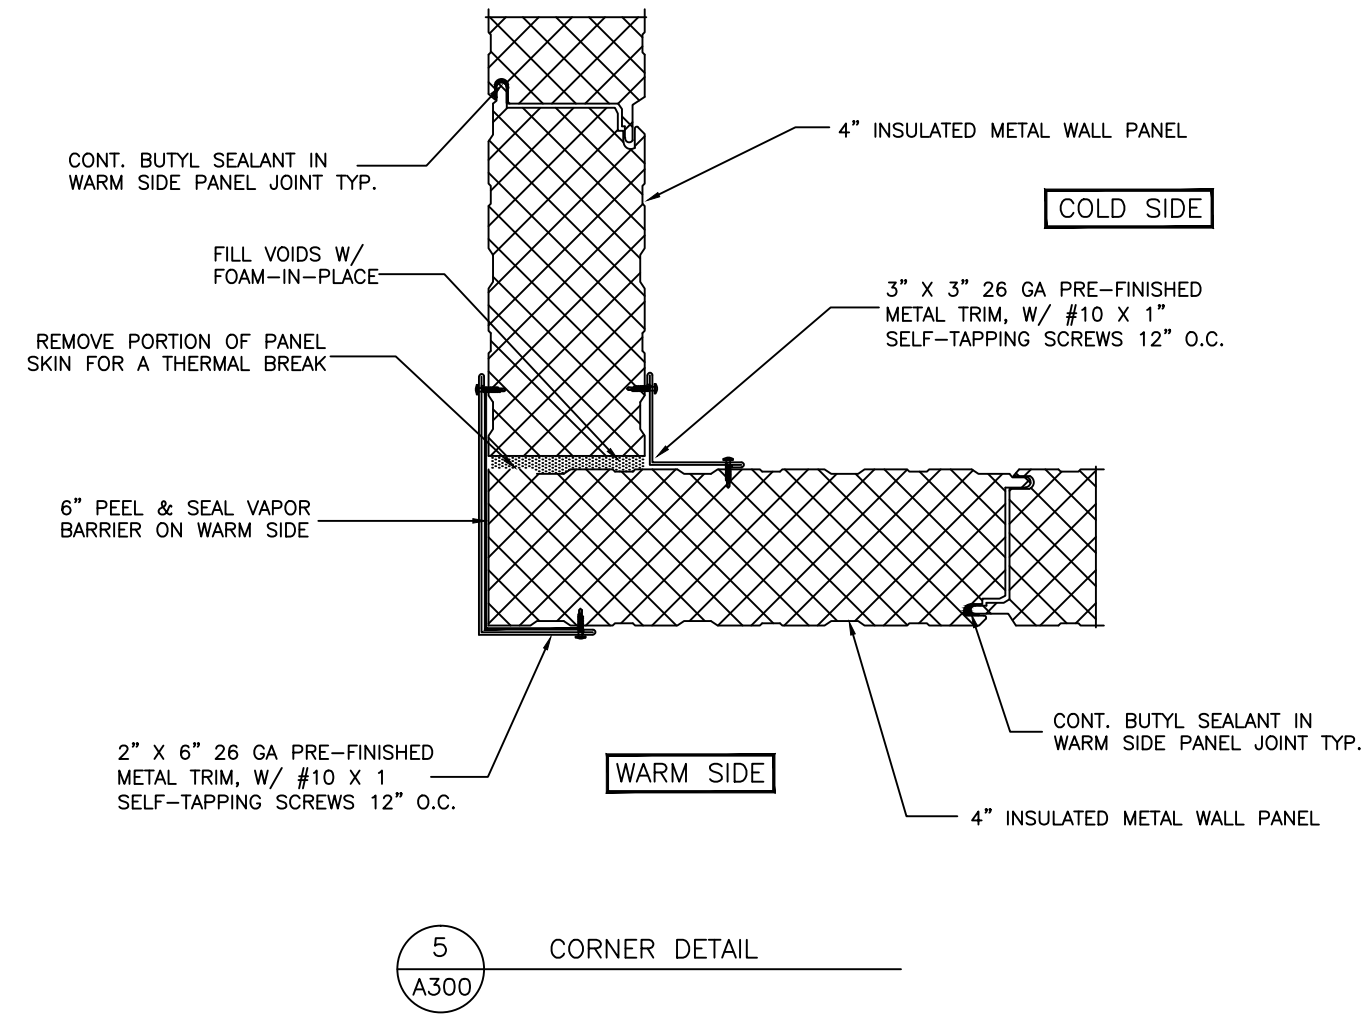 4" INSULATED METAL WALL PANEL
CONT. BUTYL SEALANT IN
WARM SIDE PANEL JOINT TYP.
COLD SIDE
FILL VOIDS W/
FOAM-IN-PLACE
3" X 3" 26 GA PRE-FINISHED
METAL TRIM, W/ #10 X 1"
SELF-TAPPING SCREWS 12" O.C.
REMOVE PORTION OF PANEL
SKIN FOR A THERMAL BREAK
6" PEEL & SEAL VAPOR
BARRIER ON WARM SIDE
CONT. BUTYL SEALANT IN
WARM SIDE PANEL JOINT TYP.
2" X 6" 26 GA PRE-FINISHED
METAL TRIM, W/ #10 X 1
SELF-TAPPING SCREWS 12" O.C.
WARM SIDE
4" INSULATED METAL WALL PANEL
5
A300
CORNER DETAIL